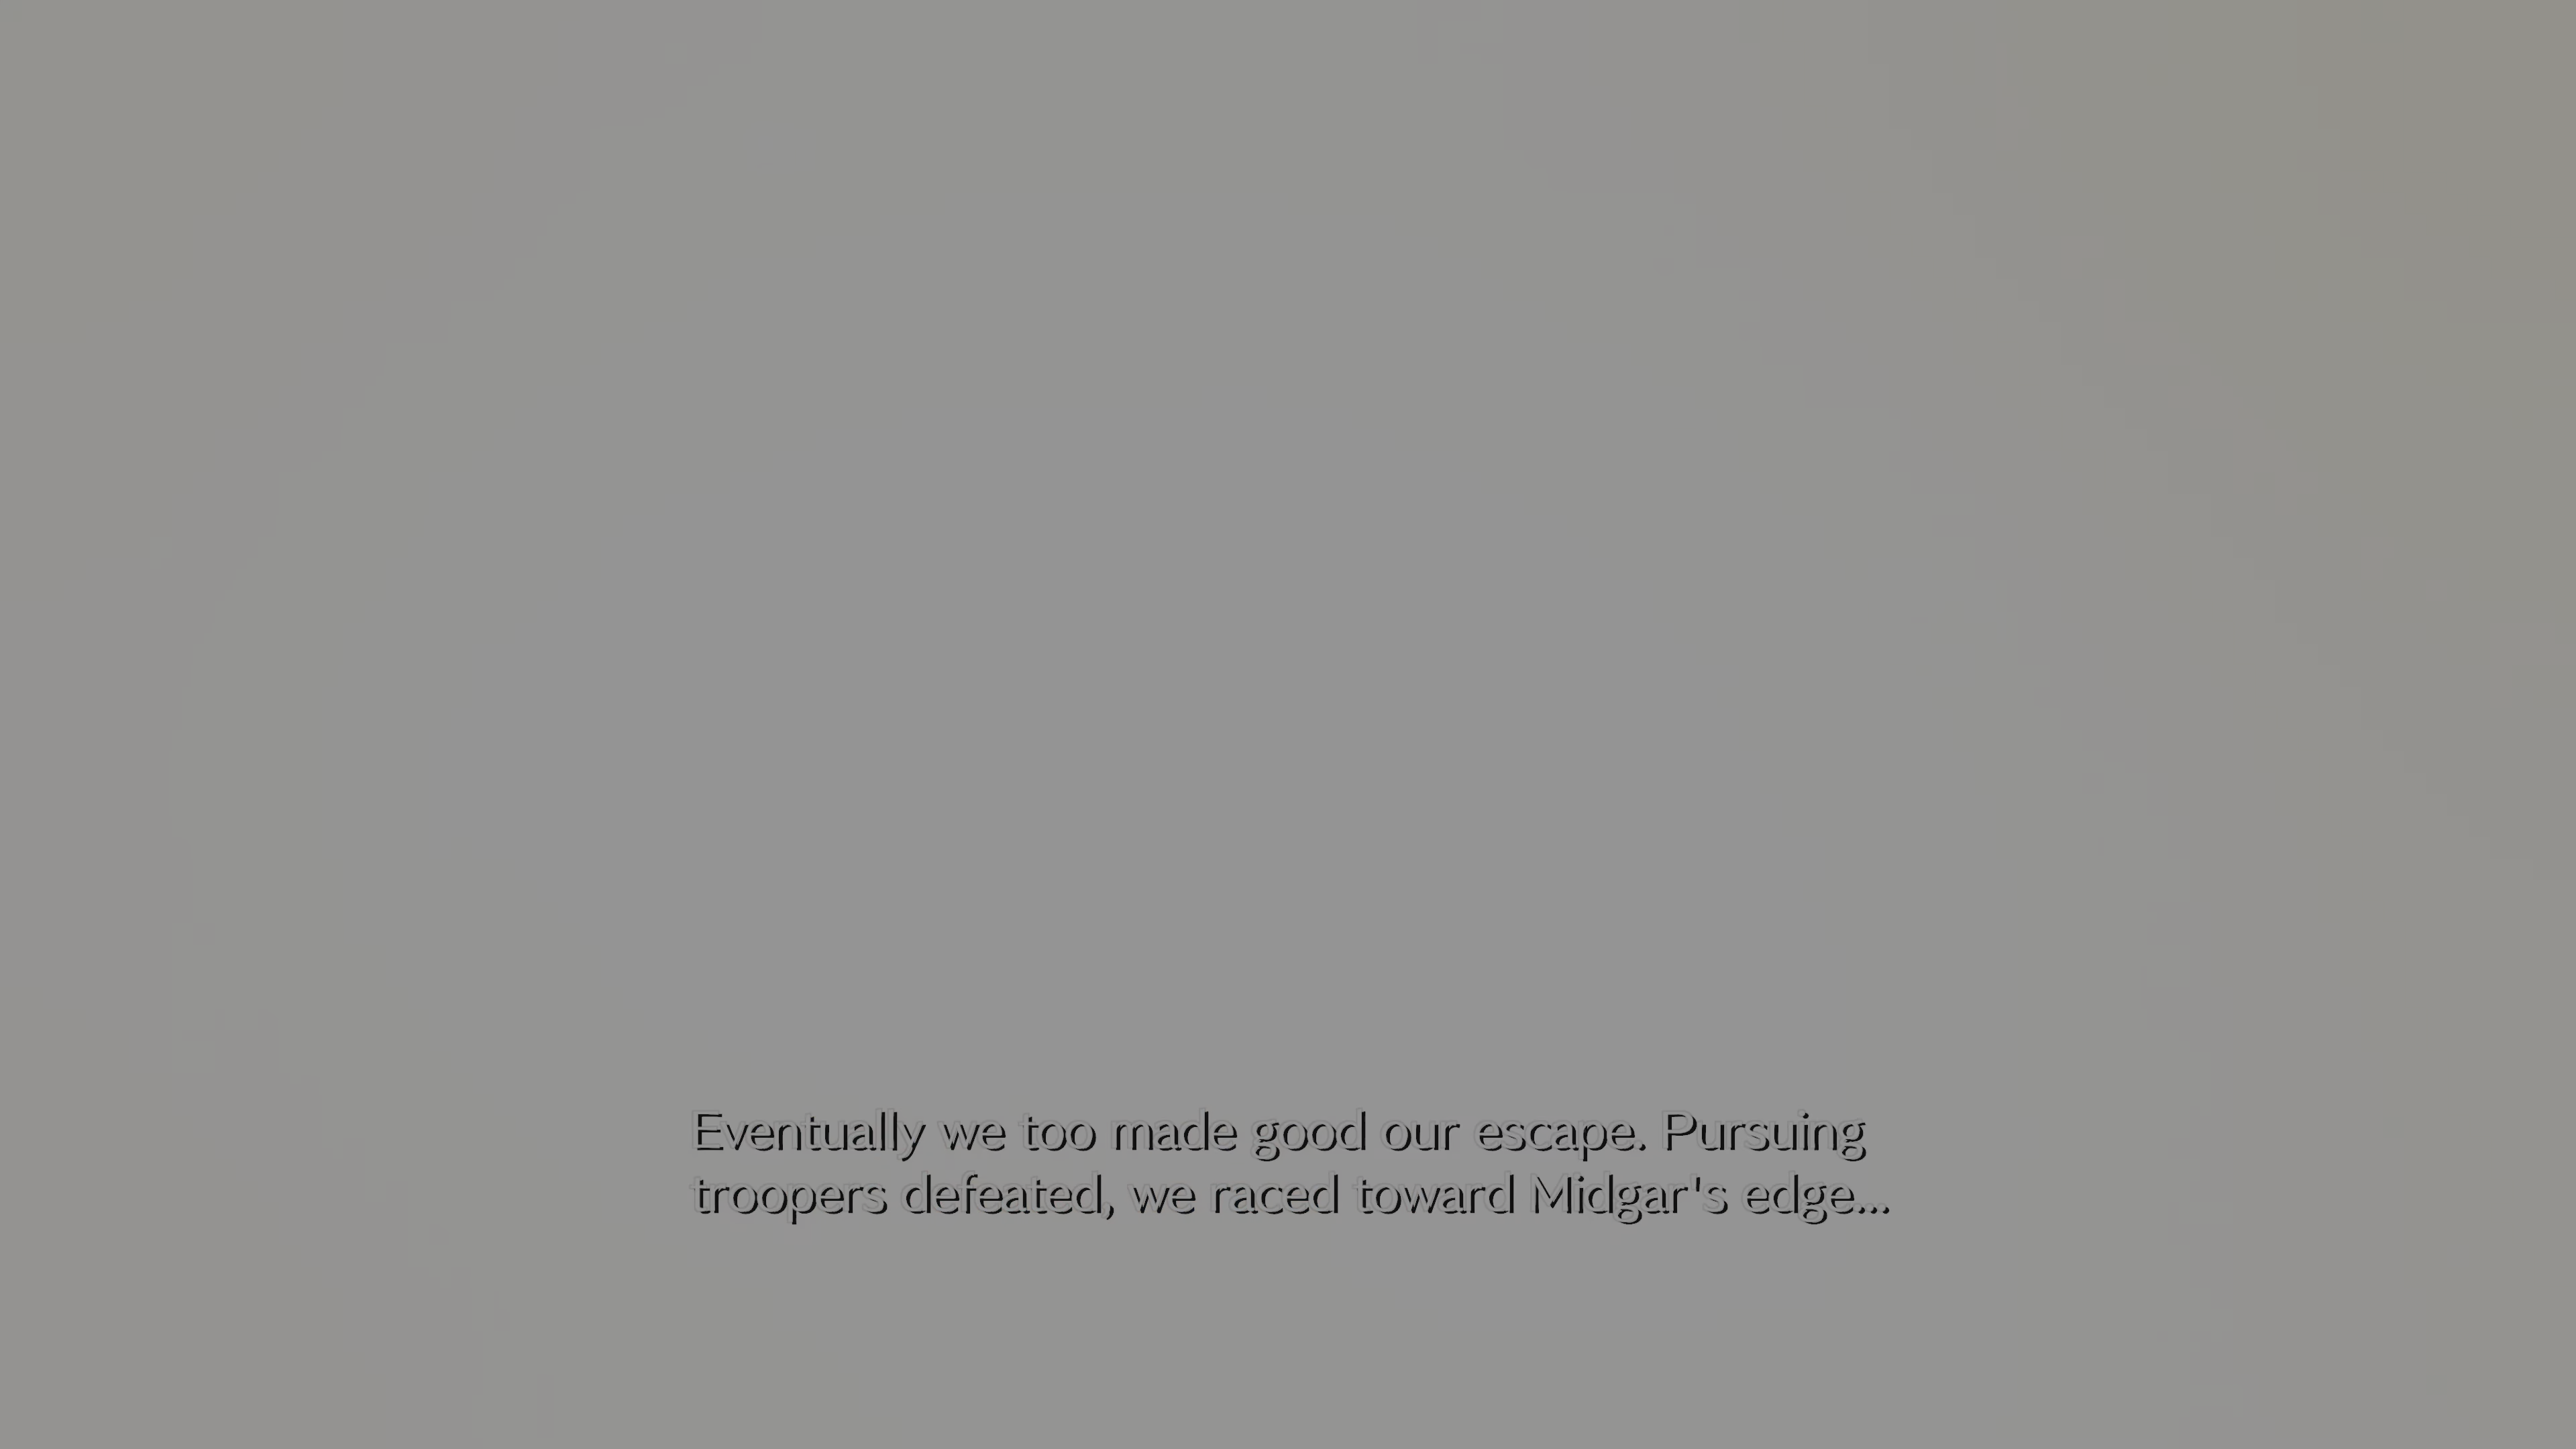 Eventually we too made good our escape. Pursuing
troopers defeated, we raced toward Midgar's edge...